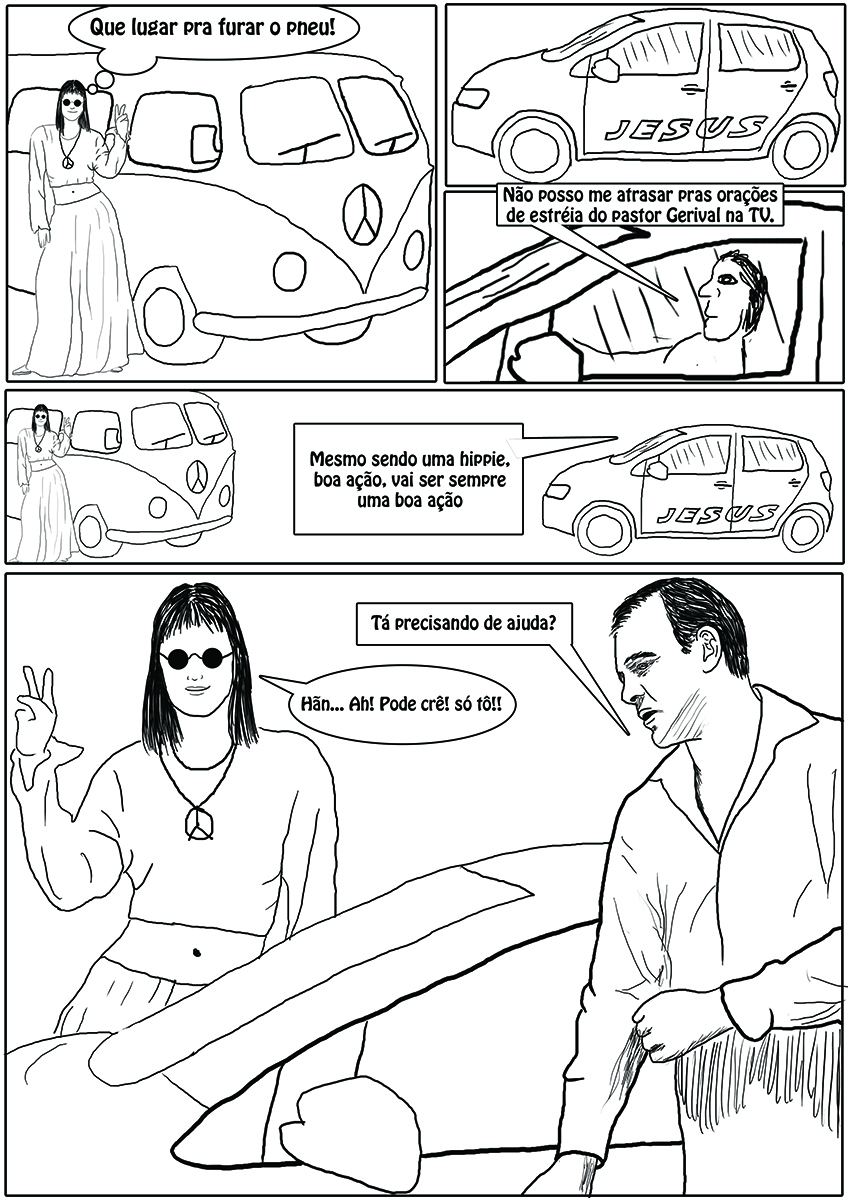 Que lugar pra furar o pneu!
JESUS
Não posso me atrasar pras orações
de estréia do pastor Gerival na TV.
Mesmo sendo uma hippie,
boa ação, vai ser sempre
uma boa ação
JESUS
Tá precisando de ajuda?
Hãn... Ah! Pode crê! só tô!!